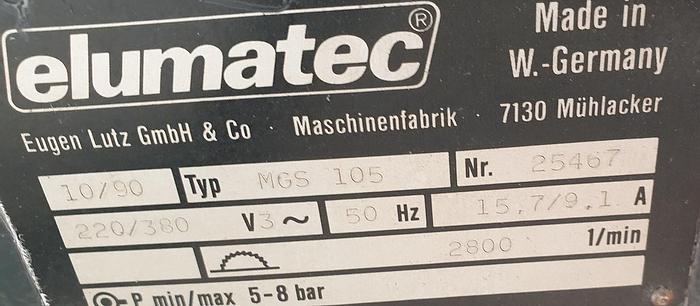 elumatec®
Made in
W.-Germany
Eugen Lutz GmbH & Co · Maschinenfabrik · 7130 Mühlacker
10/90 Typ MGS 105 Nr. 25467
220/380 V3~ 50 Hz 15.7/9.1 A
2800 1/min
P min/max 5-8 bar